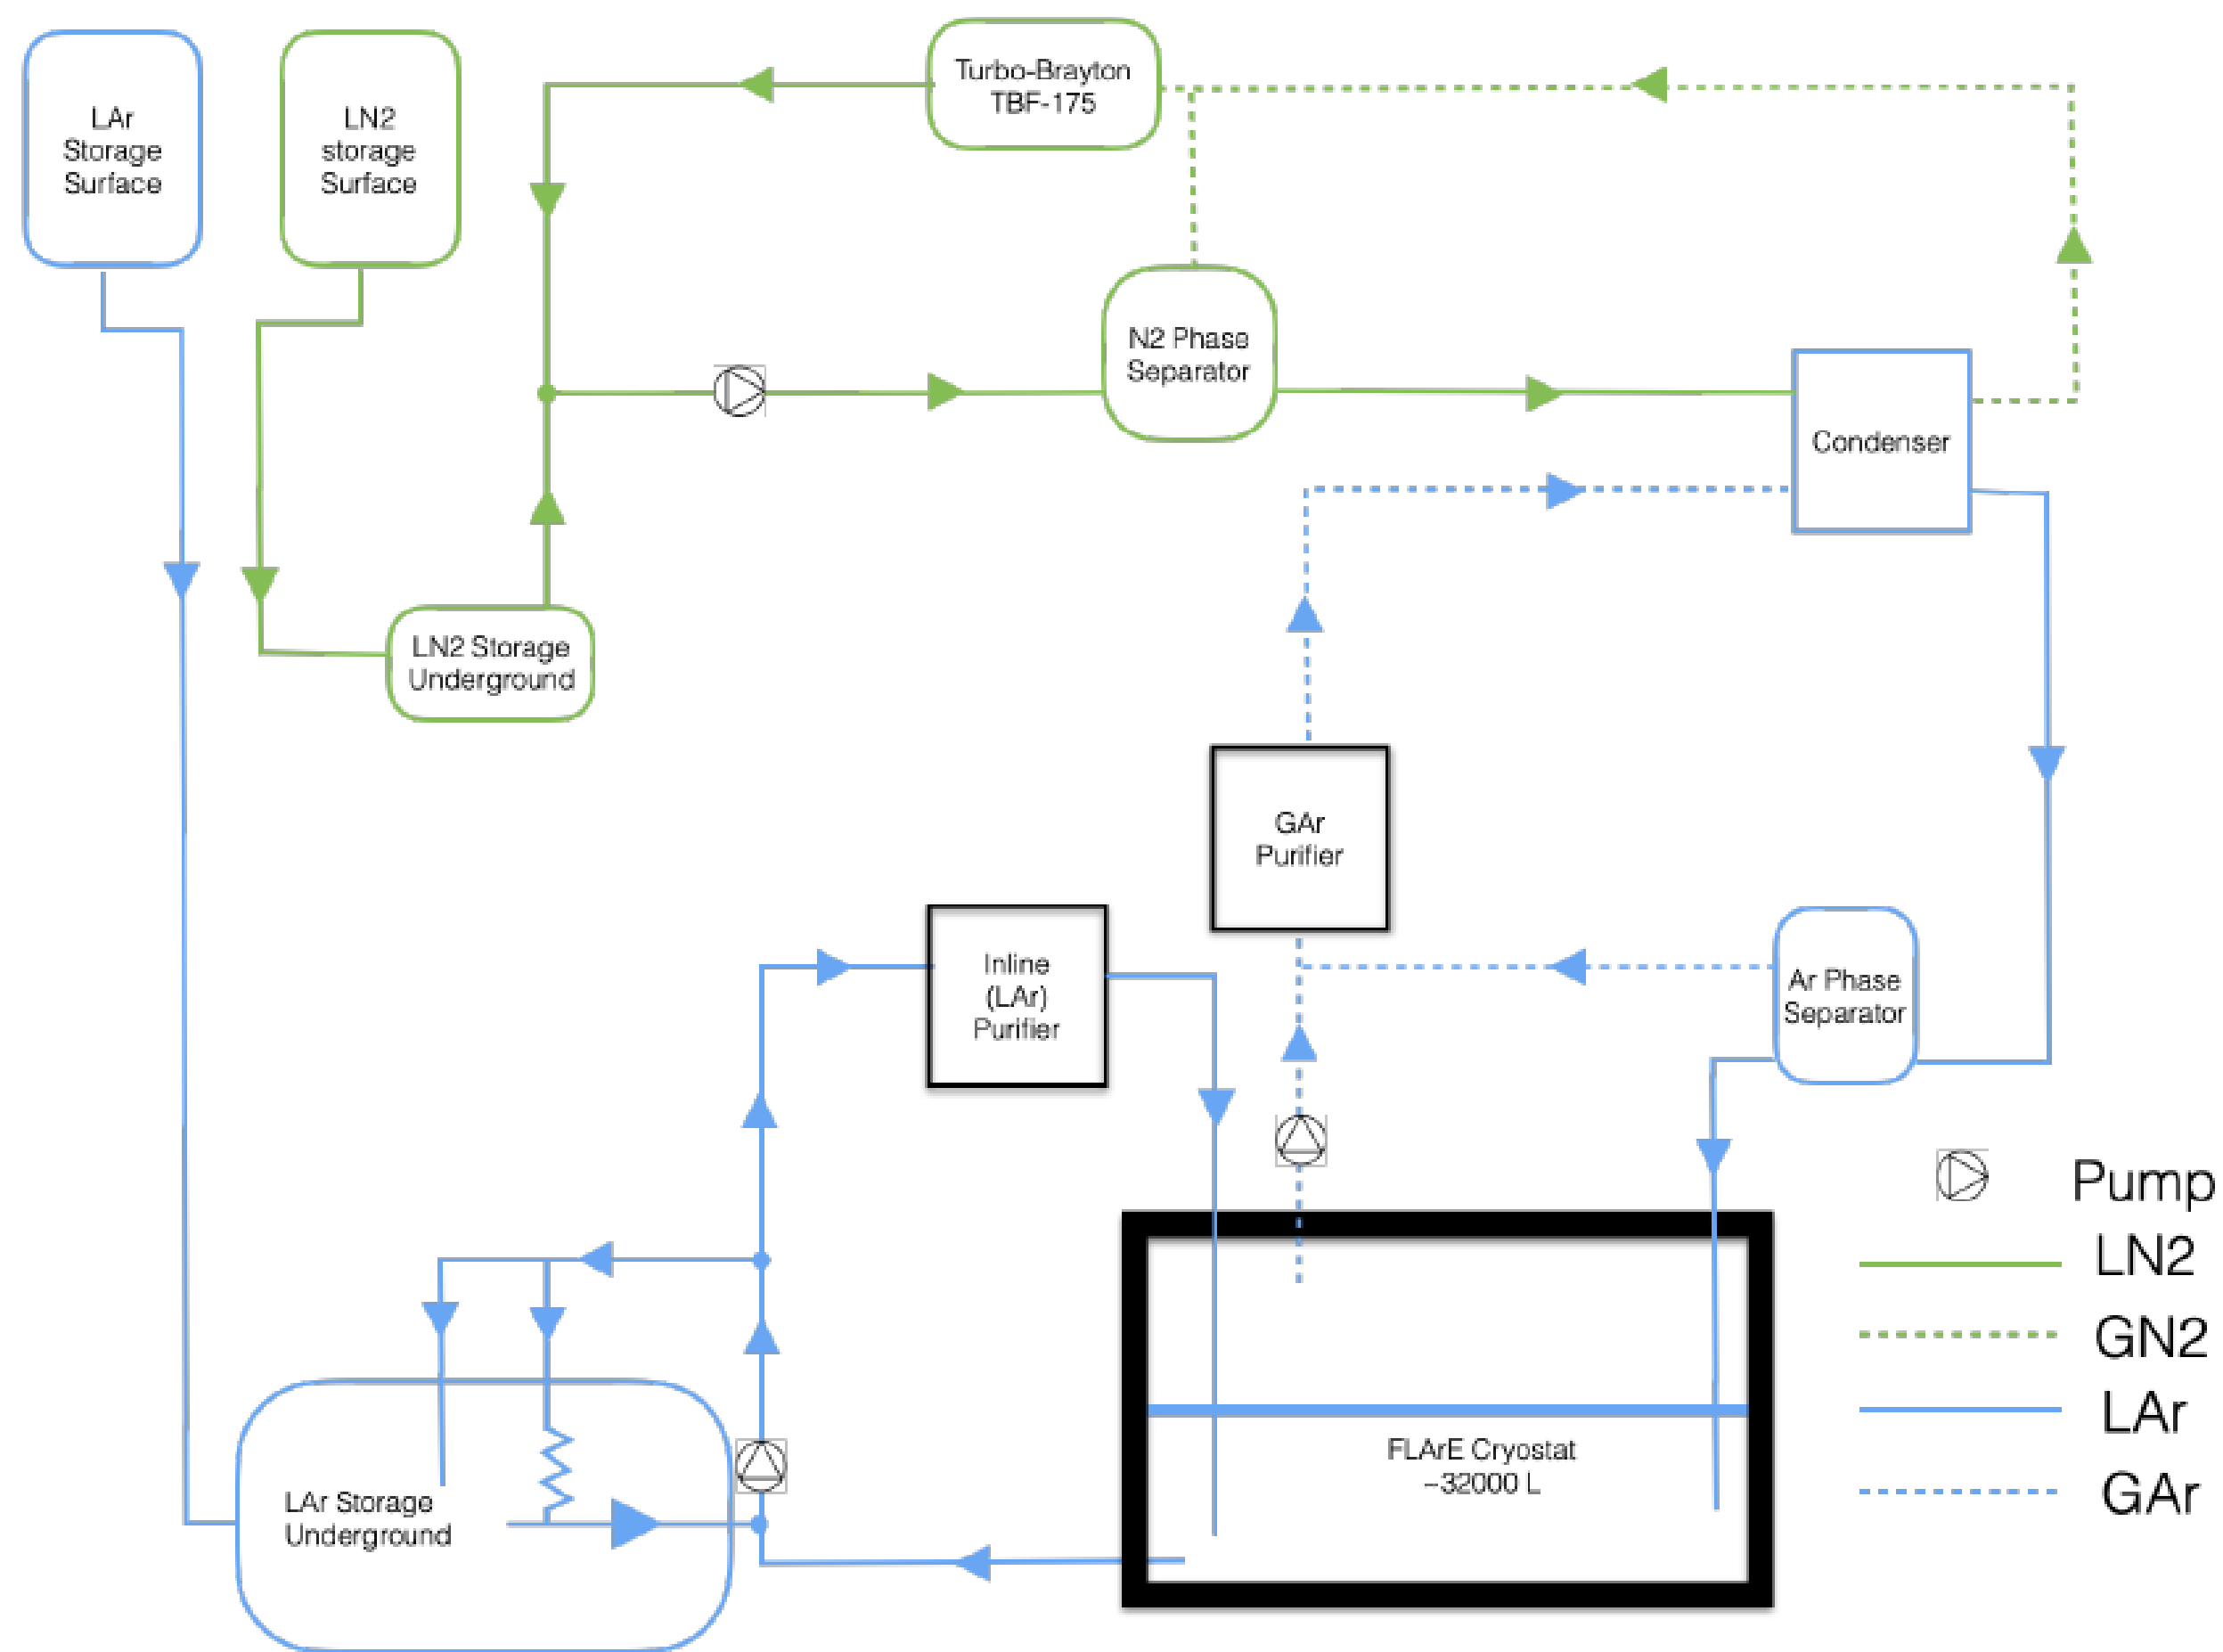 LAr
Storage
Surface
LN2
storage
Surface
Turbo-Brayton
TBF-175
N2 Phase
Separator
Condenser
LN2 Storage
Underground
GAr
Purifier
Inline
(LAr)
Purifier
Ar Phase
Separator
Pump
LN2
GN2
LAr
GAr
FLArE Cryostat
~32000 L
LAr Storage
Underground